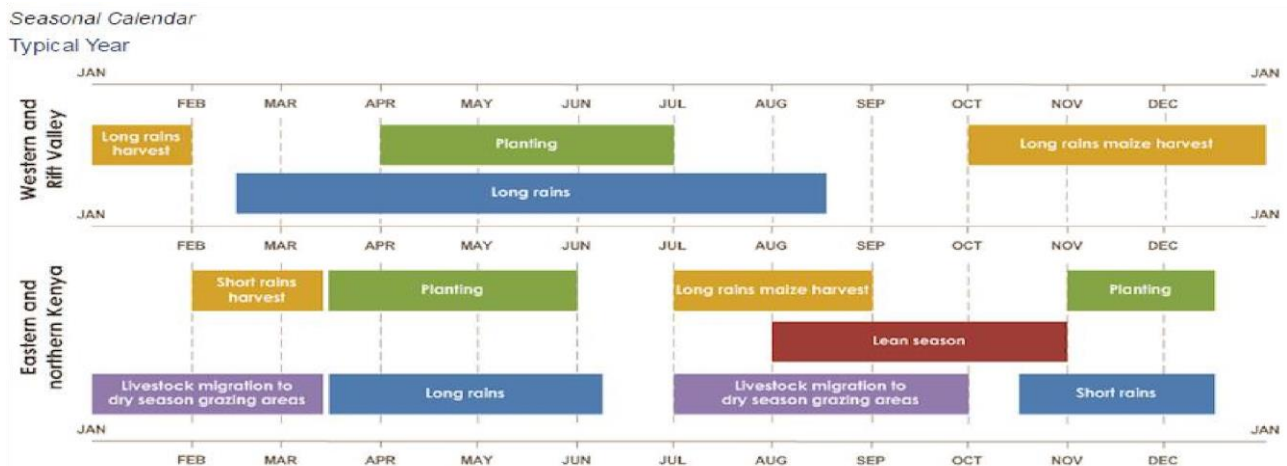 Seasonal Calendar
Typical Year
JAN JAN
FEB MAR APR MAY JUN JUL AUG SEP OCT NOV DEC
Western and
Rift Valley
Long rains
harvest
Planting
Long rains maize harvest
Long rains
JAN JAN
FEB MAR APR MAY JUN JUL AUG SEP OCT NOV DEC
Eastern and
northern Kenya
Short rains
harvest
Planting
Long rains maize harvest
Planting
Lean season
Livestock migration to
dry season grazing areas
Long rains
Livestock migration to
dry season grazing areas
Short rains
JAN JAN
FEB MAR APR MAY JUN JUL AUG SEP OCT NOV DEC